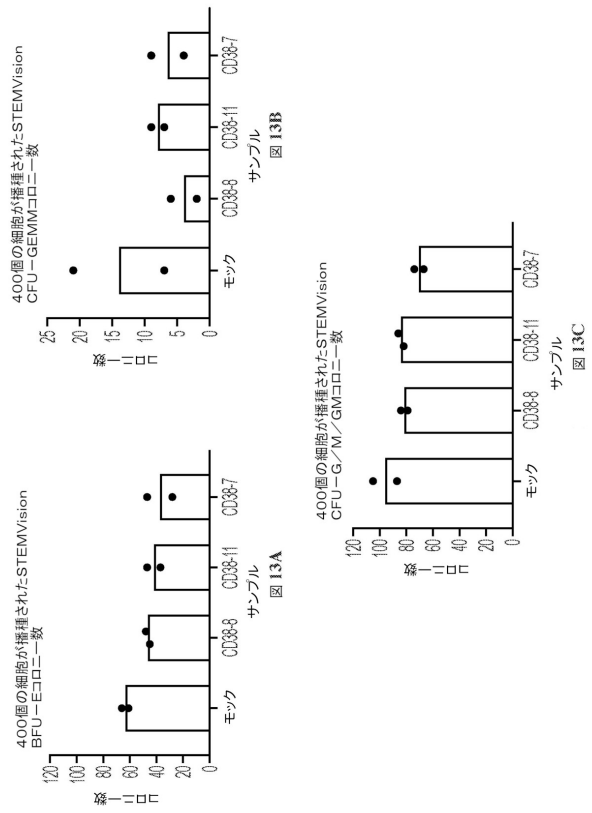 400個の細胞が播種されたSTEMVision
BFU-Eコロニー数
コロニー数
120
100
80
60
40
20
0
モック
CD38-8
CD38-11
CD38-7
サンプル
図 13A
400個の細胞が播種されたSTEMVision
CFU-GEMMコロニー数
コロニー数
25
20
15
10
5
0
モック
CD38-8
CD38-11
CD38-7
サンプル
図 13B
400個の細胞が播種されたSTEMVision
CFU-G/M/GMコロニー数
コロニー数
120
100
80
60
40
20
0
モック
CD38-8
CD38-11
CD38-7
サンプル
図 13C